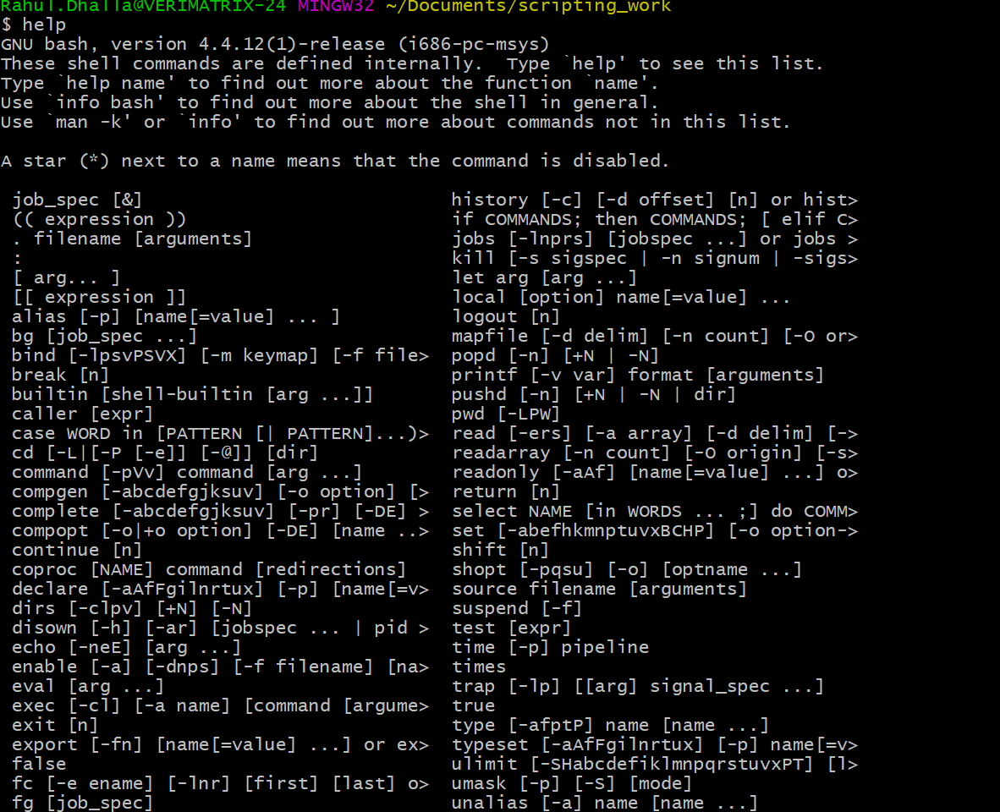 Rahul.Dhalla@VERIMATRIX-24 MINGW32 ~/Documents/scripting_work
$ help
GNU bash, version 4.4.12(1)-release (i686-pc-msys)
These shell commands are defined internally.  Type `help' to see this list.
Type `help name' to find out more about the function `name'.
Use `info bash' to find out more about the shell in general.
Use `man -k' or `info' to find out more about commands not in this list.

A star (*) next to a name means that the command is disabled.

 job_spec [&]                            history [-c] [-d offset] [n] or hist>
 (( expression ))                        if COMMANDS; then COMMANDS; [ elif C>
 . filename [arguments]                  jobs [-lnprs] [jobspec ...] or jobs >
 :                                       kill [-s sigspec | -n signum | -sigs>
 [ arg... ]                              let arg [arg ...]
 [[ expression ]]                        local [option] name[=value] ...
 alias [-p] [name[=value] ... ]          logout [n]
 bg [job_spec ...]                       mapfile [-d delim] [-n count] [-O or>
 bind [-lpsvPSVX] [-m keymap] [-f file>  popd [-n] [+N | -N]
 break [n]                               printf [-v var] format [arguments]
 builtin [shell-builtin [arg ...]]       pushd [-n] [+N | -N | dir]
 caller [expr]                           pwd [-LPW]
 case WORD in [PATTERN [| PATTERN]...)>  read [-ers] [-a array] [-d delim] [->
 cd [-L|[-P [-e]] [-@]] [dir]            readarray [-n count] [-O origin] [-s>
 command [-pVv] command [arg ...]        readonly [-aAf] [name[=value] ...] o>
 compgen [-abcdefgjksuv] [-o option] [>  return [n]
 complete [-abcdefgjksuv] [-pr] [-DE] >  select NAME [in WORDS ... ;] do COMM>
 compopt [-o|+o option] [-DE] [name ..>  set [-abefhkmnptuvxBCHP] [-o option->
 continue [n]                            shift [n]
 coproc [NAME] command [redirections]    shopt [-pqsu] [-o] [optname ...]
 declare [-aAfFgilnrtux] [-p] [name[=v>  source filename [arguments]
 dirs [-clpv] [+N] [-N]                  suspend [-f]
 disown [-h] [-ar] [jobspec ... | pid >  test [expr]
 echo [-neE] [arg ...]                   time [-p] pipeline
 enable [-a] [-dnps] [-f filename] [na>  times
 eval [arg ...]                          trap [-lp] [[arg] signal_spec ...]
 exec [-cl] [-a name] [command [argume>  true
 exit [n]                                type [-afptP] name [name ...]
 export [-fn] [name[=value] ...] or ex>  typeset [-aAfFgilnrtux] [-p] name[=v>
 false                                   ulimit [-SHabcdefiklmnpqrstuvxPT] [l>
 fc [-e ename] [-lnr] [first] [last] o>  umask [-p] [-S] [mode]
 fg [job_spec]                           unalias [-a] name [name ...]